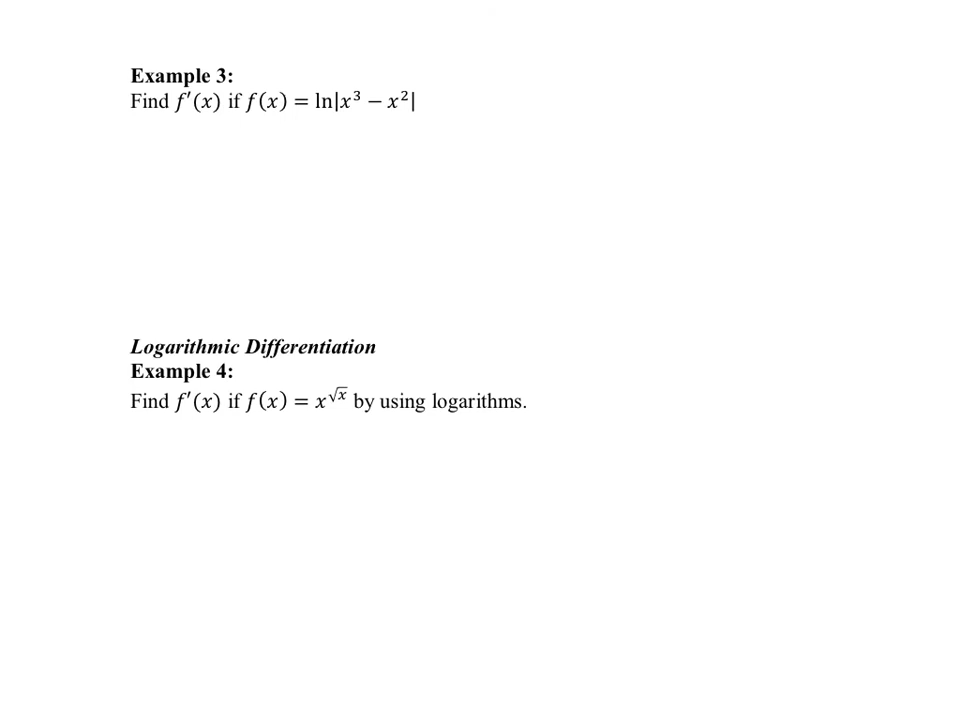 Example 3:
Find f′(x) if f(x) = ln|x³ − x²|
Logarithmic Differentiation
Example 4:
Find f′(x) if f(x) = x^√x by using logarithms.